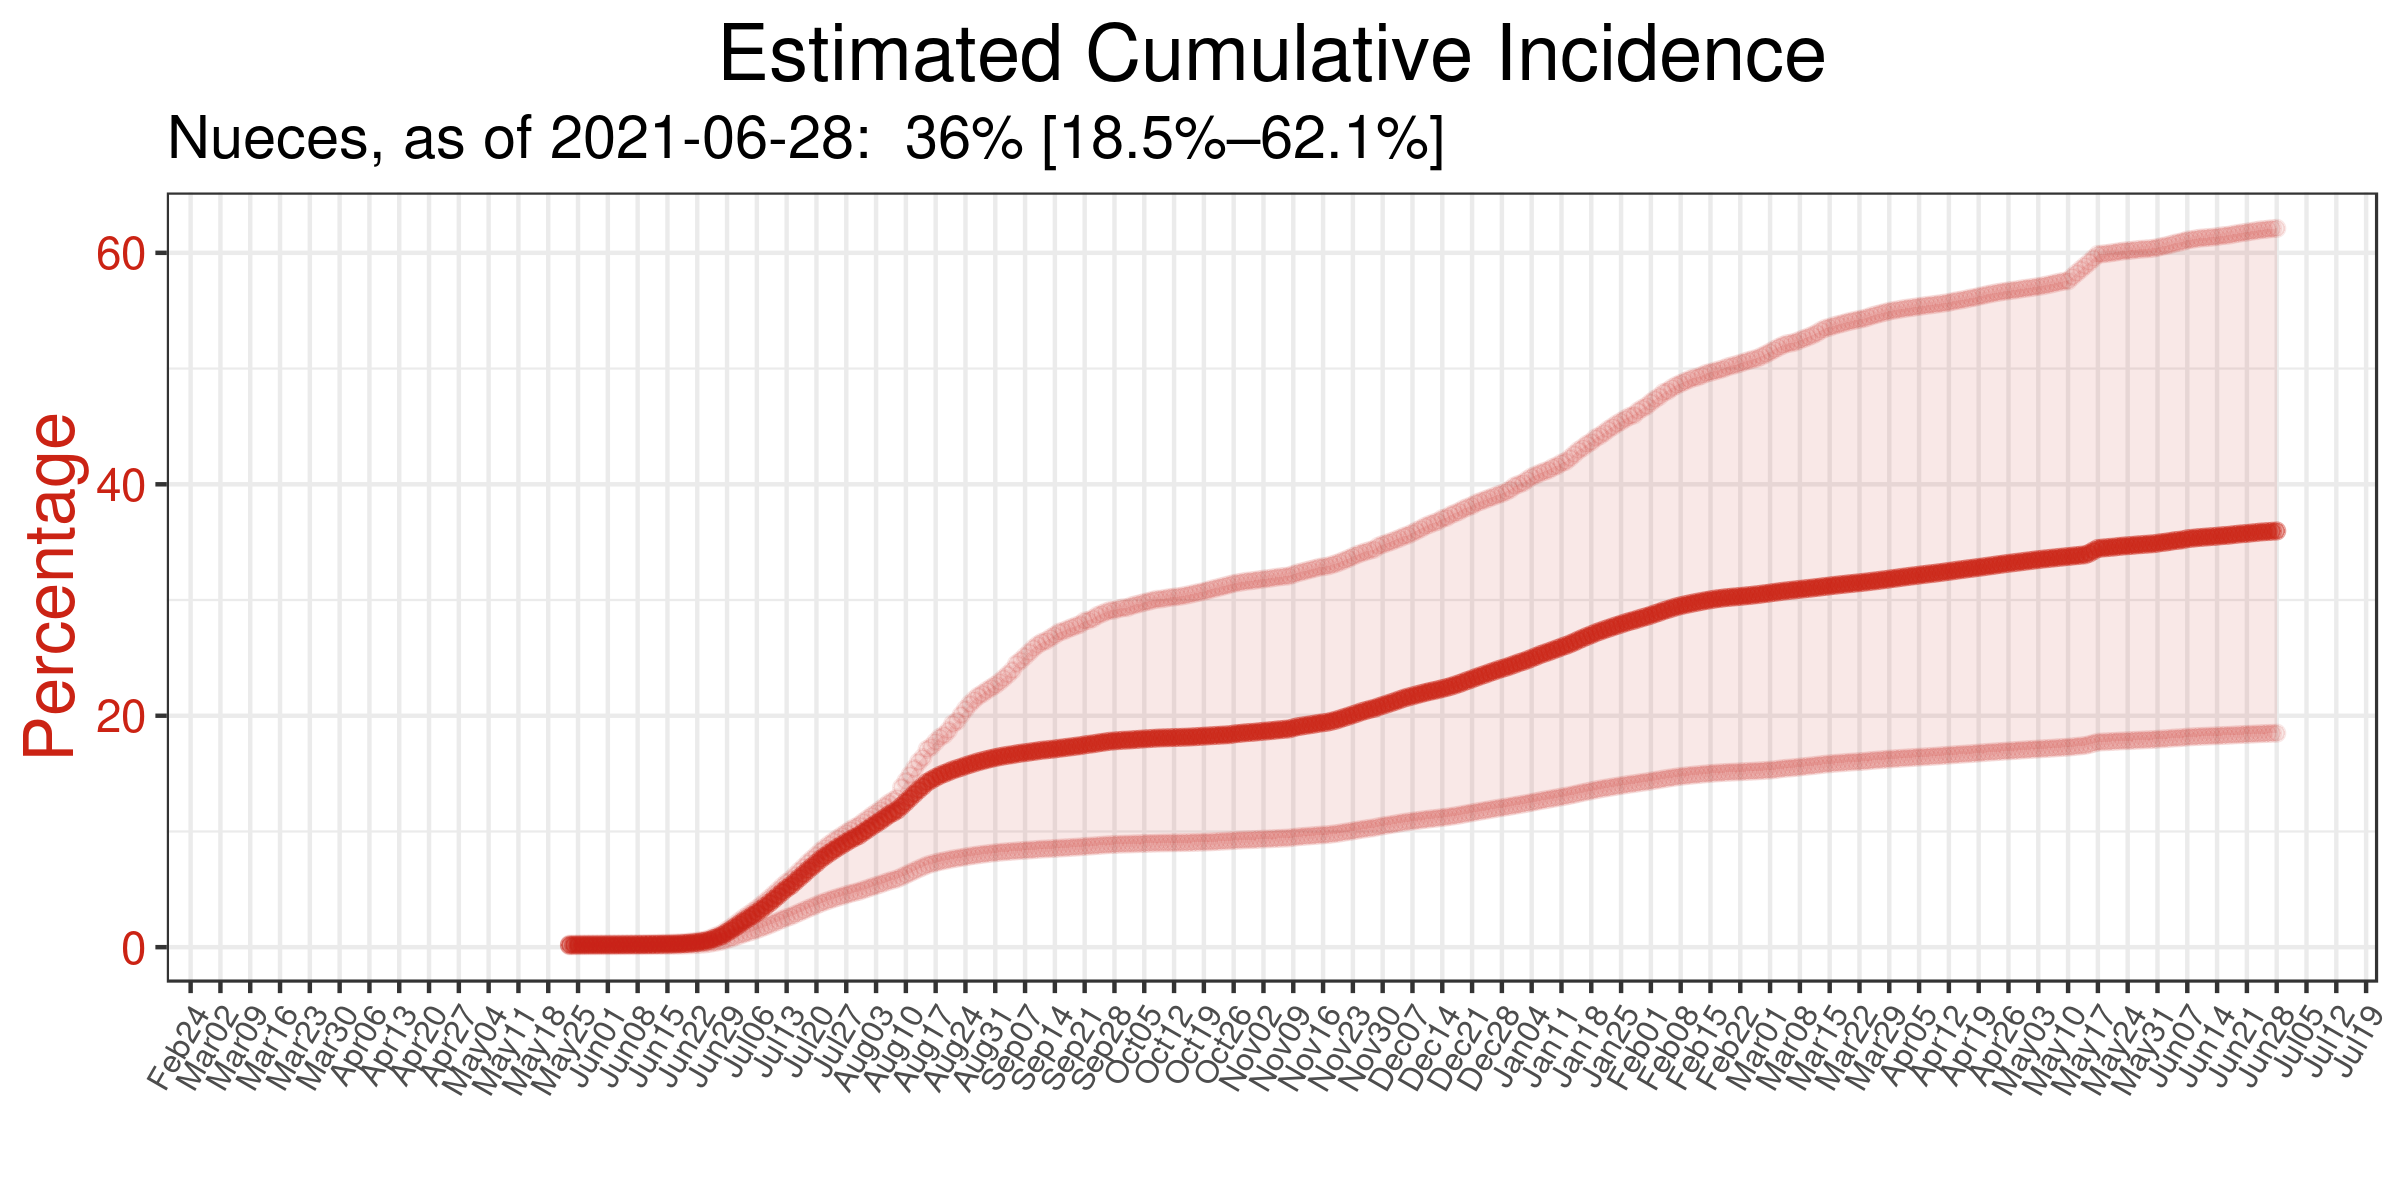 Estimated Cumulative Incidence
Nueces, as of 2021-06-28: 36% [18.5%–62.1%]
Percentage
60
40
20
0
Feb24
Mar02
Mar09
Mar16
Mar23
Mar30
Apr06
Apr13
Apr20
Apr27
May04
May11
May18
May25
Jun01
Jun08
Jun15
Jun22
Jun29
Jul06
Jul13
Jul20
Jul27
Aug03
Aug10
Aug17
Aug24
Aug31
Sep07
Sep14
Sep21
Sep28
Oct05
Oct12
Oct19
Oct26
Nov02
Nov09
Nov16
Nov23
Nov30
Dec07
Dec14
Dec21
Dec28
Jan04
Jan11
Jan18
Jan25
Feb01
Feb08
Feb15
Feb22
Mar01
Mar08
Mar15
Mar22
Mar29
Apr05
Apr12
Apr19
Apr26
May03
May10
May17
May24
May31
May07
Jun14
Jun21
Jun28
Jul05
Jul12
Jul19